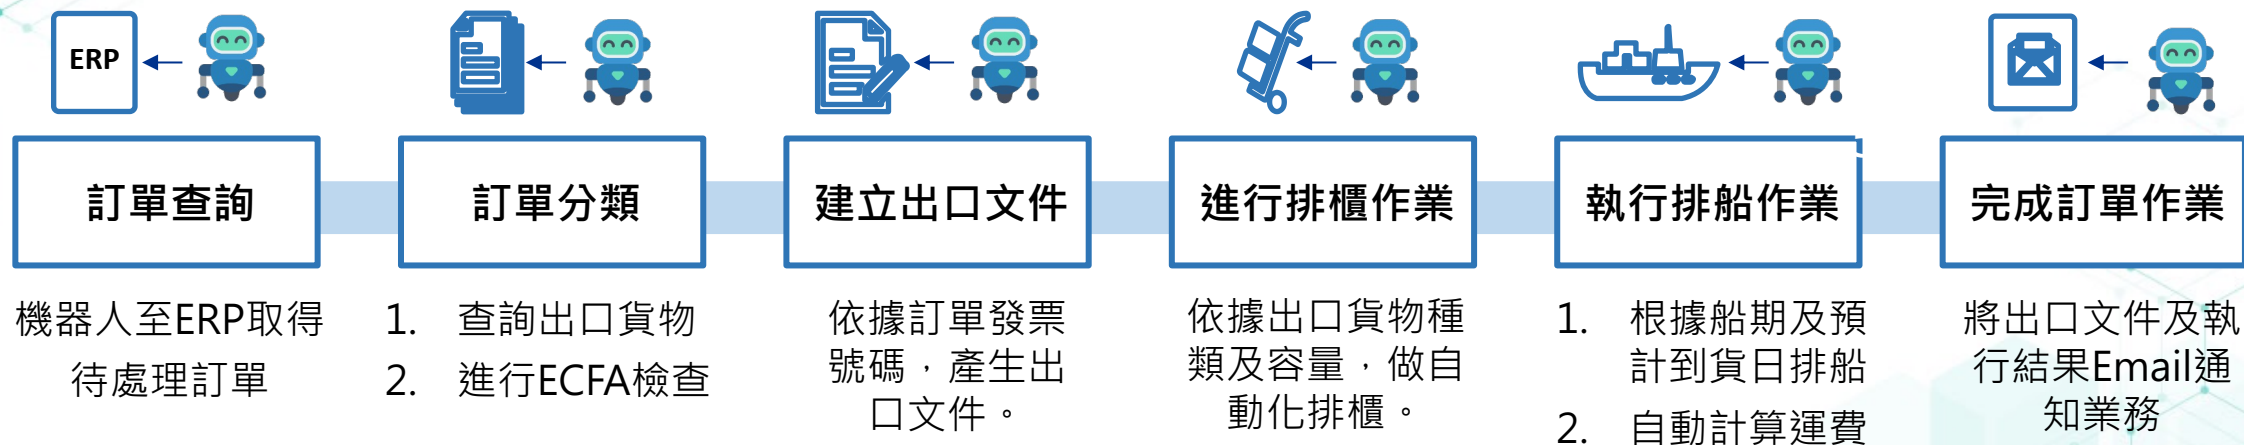 ERP
訂單查詢
訂單分類
建立出口文件
進行排櫃作業
執行排船作業
完成訂單作業
機器人至ERP取得
待處理訂單
1. 查詢出口貨物
2. 進行ECFA檢查
依據訂單發票
號碼，產生出
口文件。
依據出口貨物種
類及容量，做自
動化排櫃。
1. 根據船期及預
計到貨日排船
2. 自動計算運費
將出口文件及執
行結果Email通
知業務